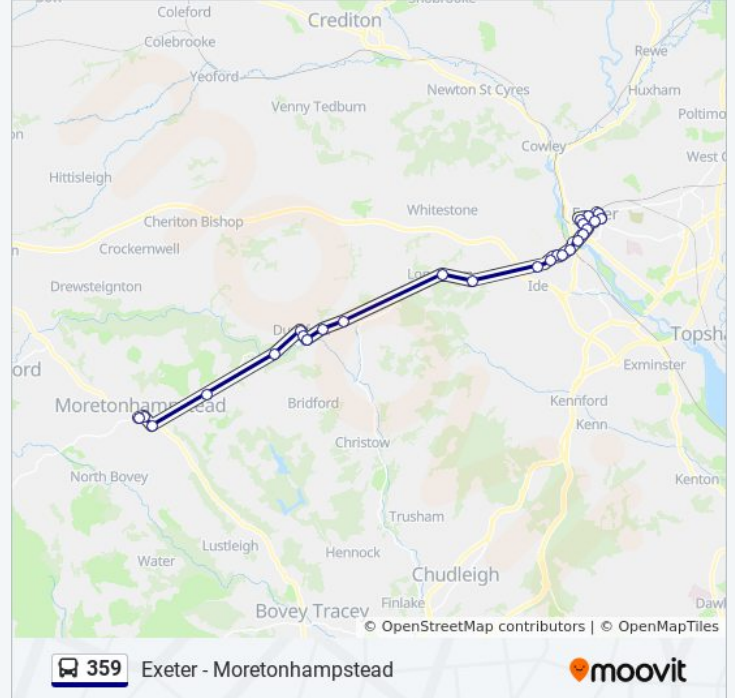 Coleford
Crediton
Colebrooke
Rewe
Yeoford
Newton St Cyres
Huxham
Venny Tedburn
Poltimo
Cowley
West C
Hittisleigh
Whitestone
Cheriton Bishop
Crockernwell
Drewsteignton
Ide
Topsha
ord
Exminster
Moretonhampstead
Bridford
Kennford
Kenn
Christow
North Bovey
Kenton
Trusham
Lustleigh
Hennock
Water
Chudleigh
Finlake
Dawl
Bovey Tracey
© OpenStreetMap contributors | © OpenMapTiles
359 Exeter - Moretonhampstead
moovit